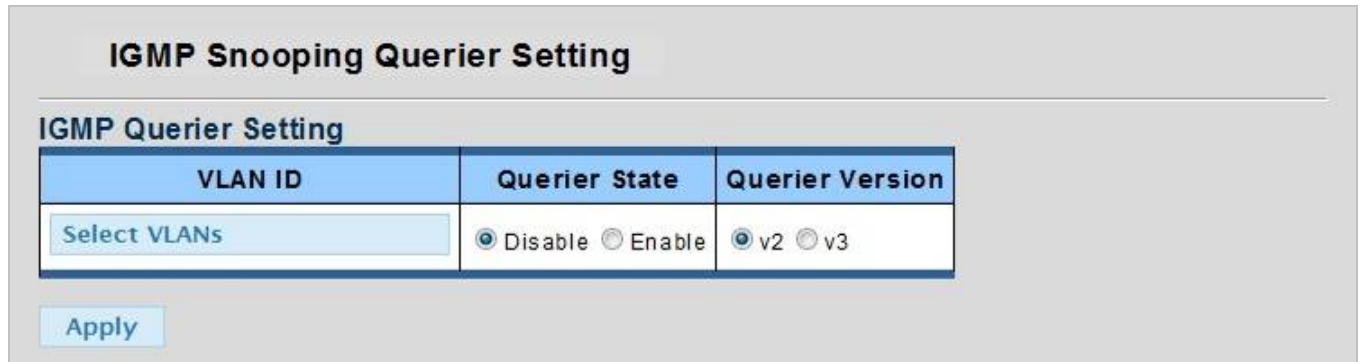 IGMP Snooping Querier Setting
IGMP Querier Setting
VLAN ID Querier State Querier Version
Select VLANs Disable Enable v2 v3
Apply